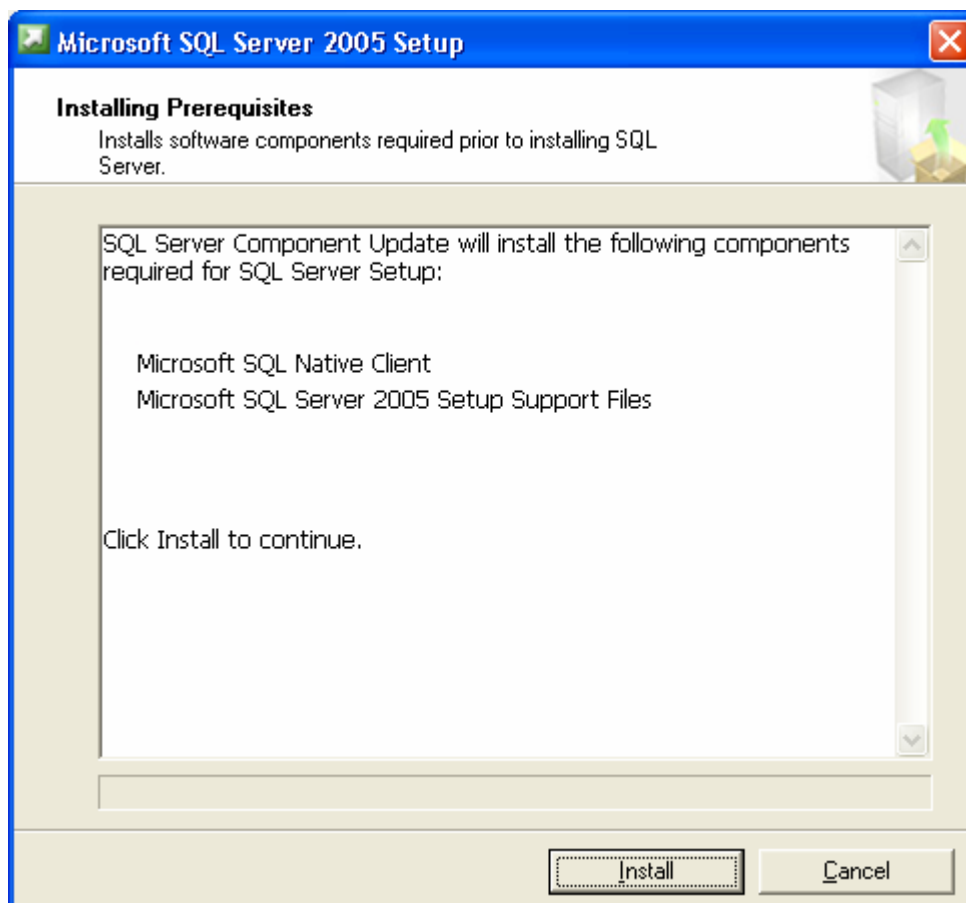 Microsoft SQL Server 2005 Setup
Installing Prerequisites
Installs software components required prior to installing SQL
Server.
SQL Server Component Update will install the following components
required for SQL Server Setup:
Microsoft SQL Native Client
Microsoft SQL Server 2005 Setup Support Files
Click Install to continue.
Install
Cancel